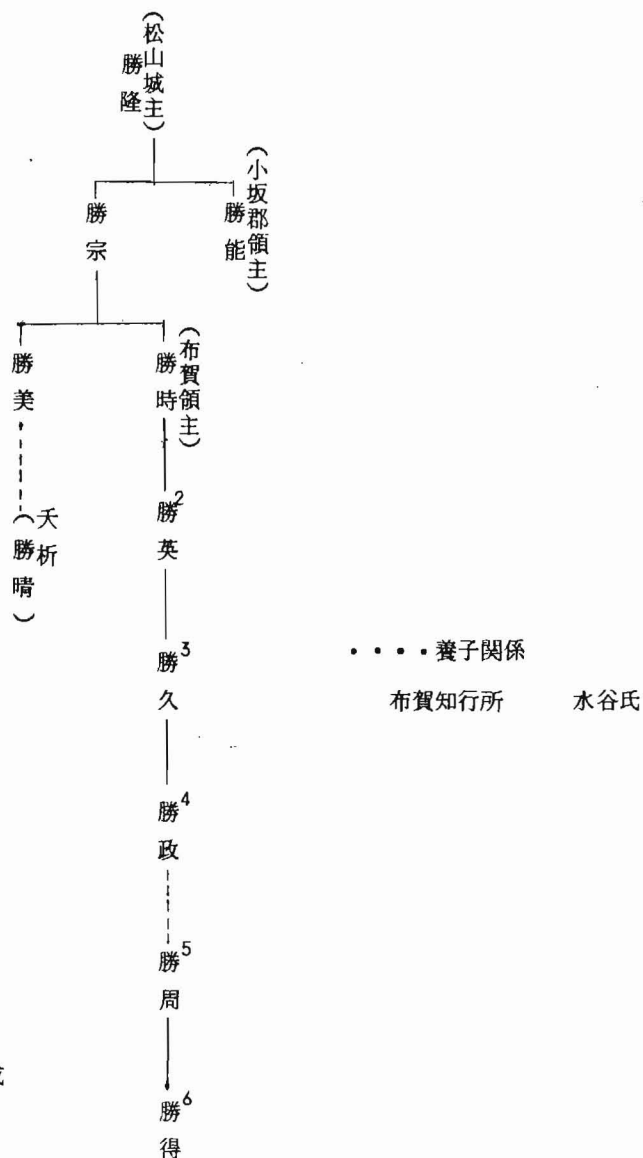 （松山城主）
勝隆
（小坂郡領主）
勝能
勝宗
（布賀領主）
勝時
勝美
夭析
（勝晴）
2
勝英
3
勝久
4
勝政
5
勝周
6
勝得
・・・・養子関係
布賀知行所 水谷氏